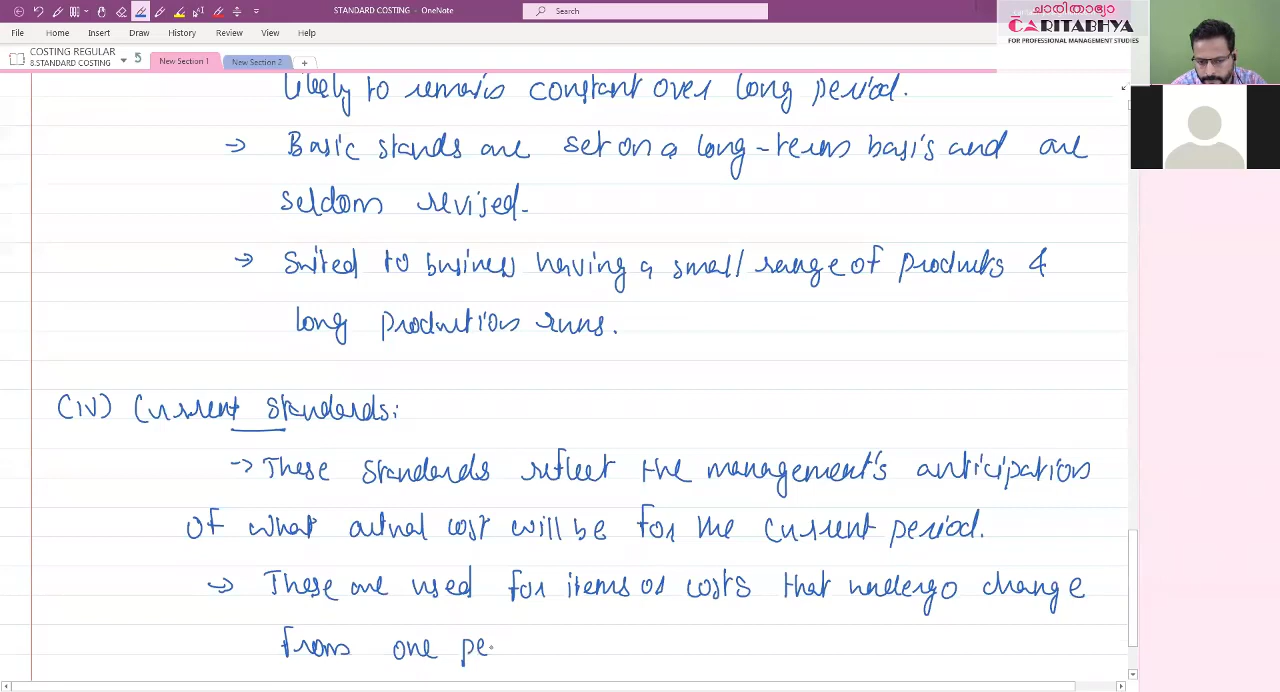 STANDARD COSTING - OneNote
Search
File Home Insert Draw History Review View Help
COSTING REGULAR
8.STANDARD COSTING
New Section 1
New Section 2
ചാരിതാഭ്യാ
CARITABHYA
FOR PROFESSIONAL MANAGEMENT STUDIES
likely to remain constant over long period.
→ Basic stands are set on a long-term basis and are
seldom revised.
→ Suited to business having a small range of products &
long production runs.
(iv) Current standards:
→ These standards reflect the management's anticipation
of what actual cost will be for the current period.
→ These are used for items or costs that undergo change
from one pe